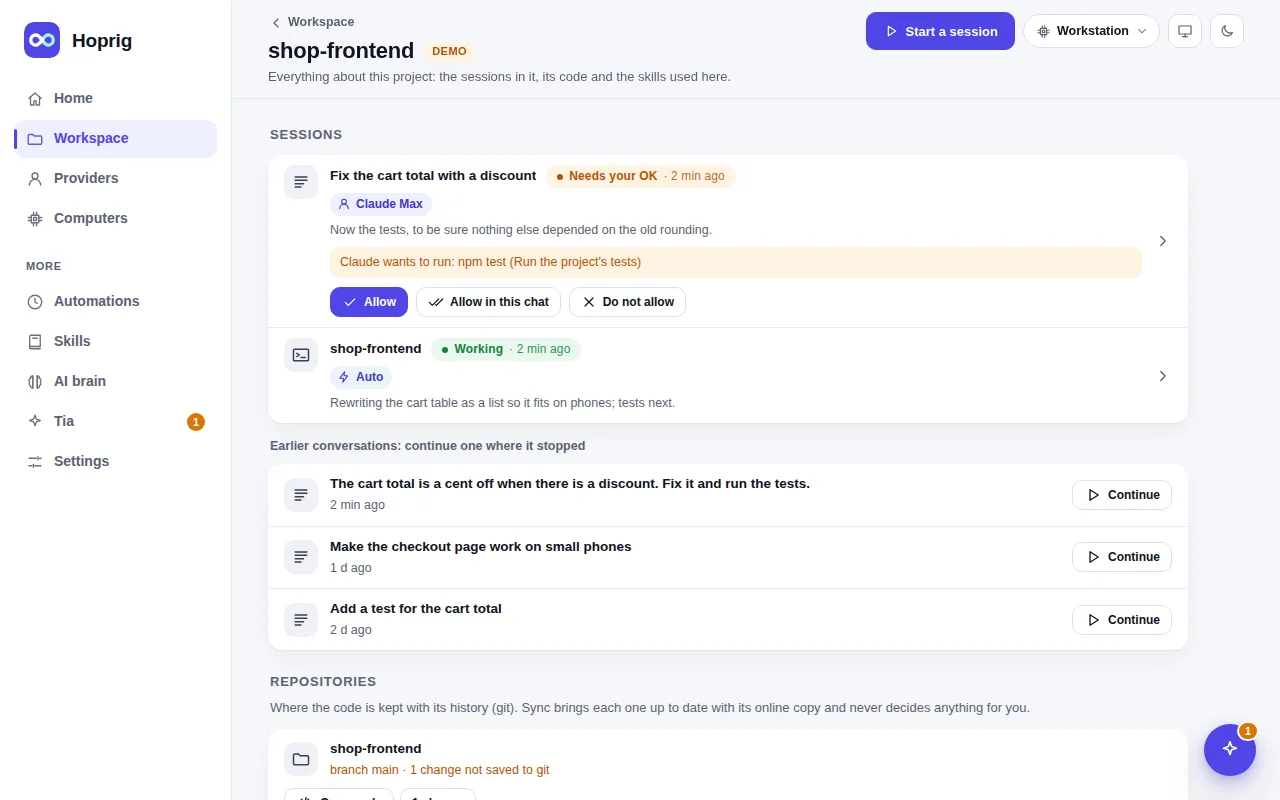 Hoprig
Home
Workspace
Providers
Computers
MORE
Automations
Skills
AI brain
Tia 1
Settings
Workspace
shop-frontend DEMO
Everything about this project: the sessions in it, its code and the skills used here.
Start a session
Workstation
SESSIONS
Fix the cart total with a discount Needs your OK · 2 min ago
Claude Max
Now the tests, to be sure nothing else depended on the old rounding.
Claude wants to run: npm test (Run the project's tests)
Allow Allow in this chat Do not allow
shop-frontend Working · 2 min ago
Auto
Rewriting the cart table as a list so it fits on phones; tests next.
Earlier conversations: continue one where it stopped
The cart total is a cent off when there is a discount. Fix it and run the tests.
2 min ago
Continue
Make the checkout page work on small phones
1 d ago
Continue
Add a test for the cart total
2 d ago
Continue
REPOSITORIES
Where the code is kept with its history (git). Sync brings each one up to date with its online copy and never decides anything for you.
shop-frontend
branch main · 1 change not saved to git
1